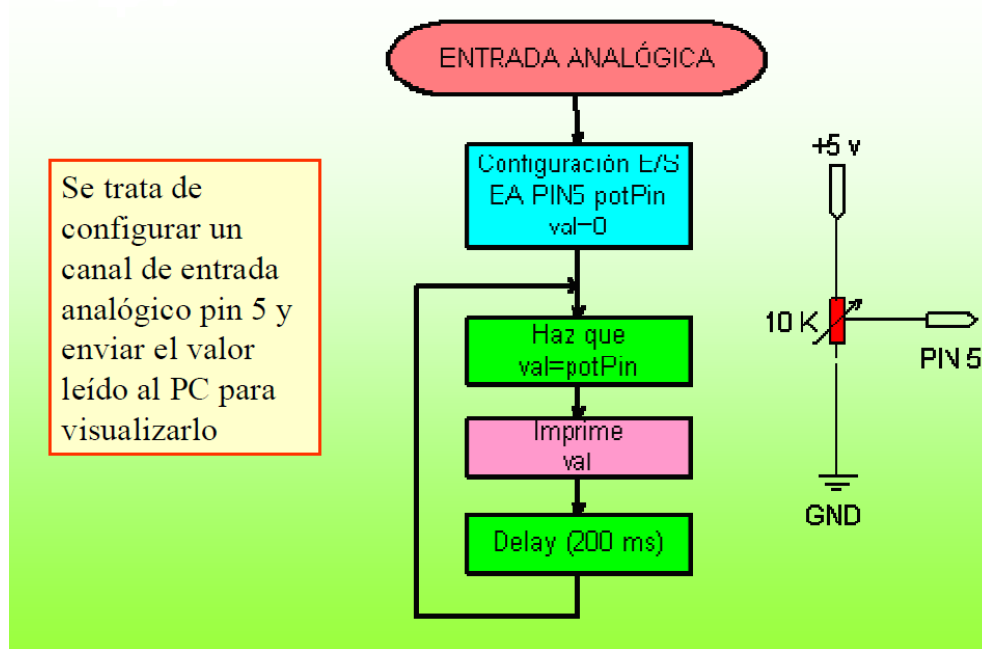 ENTRADA ANALÓGICA
Se trata de
configurar un
canal de entrada
analógico pin 5 y
enviar el valor
leído al PC para
visualizarlo
Configuración E/S
EA PIN5 potPin
val=0
Haz que
val=potPin
Imprime
val
Delay (200 ms)
+5 v
10 K
PIN 5
GND